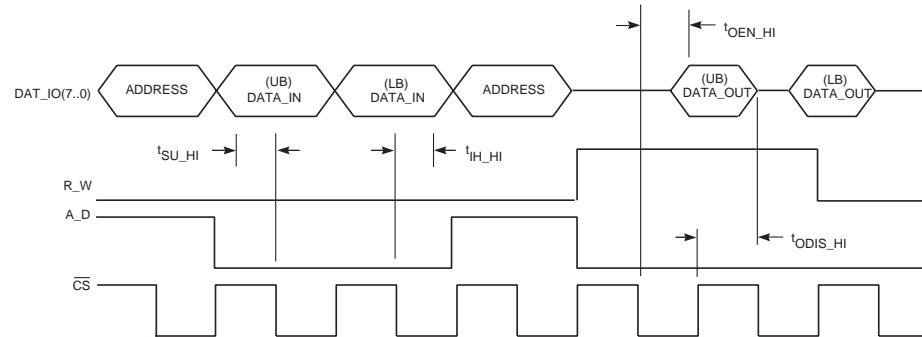 tOEN_HI
DAT_IO(7..0)
ADDRESS
(UB)
DATA_IN
(LB)
DATA_IN
ADDRESS
(UB)
DATA_OUT
(LB)
DATA_OUT
tSU_HI
tIH_HI
R_W
A_D
tODIS_HI
CS